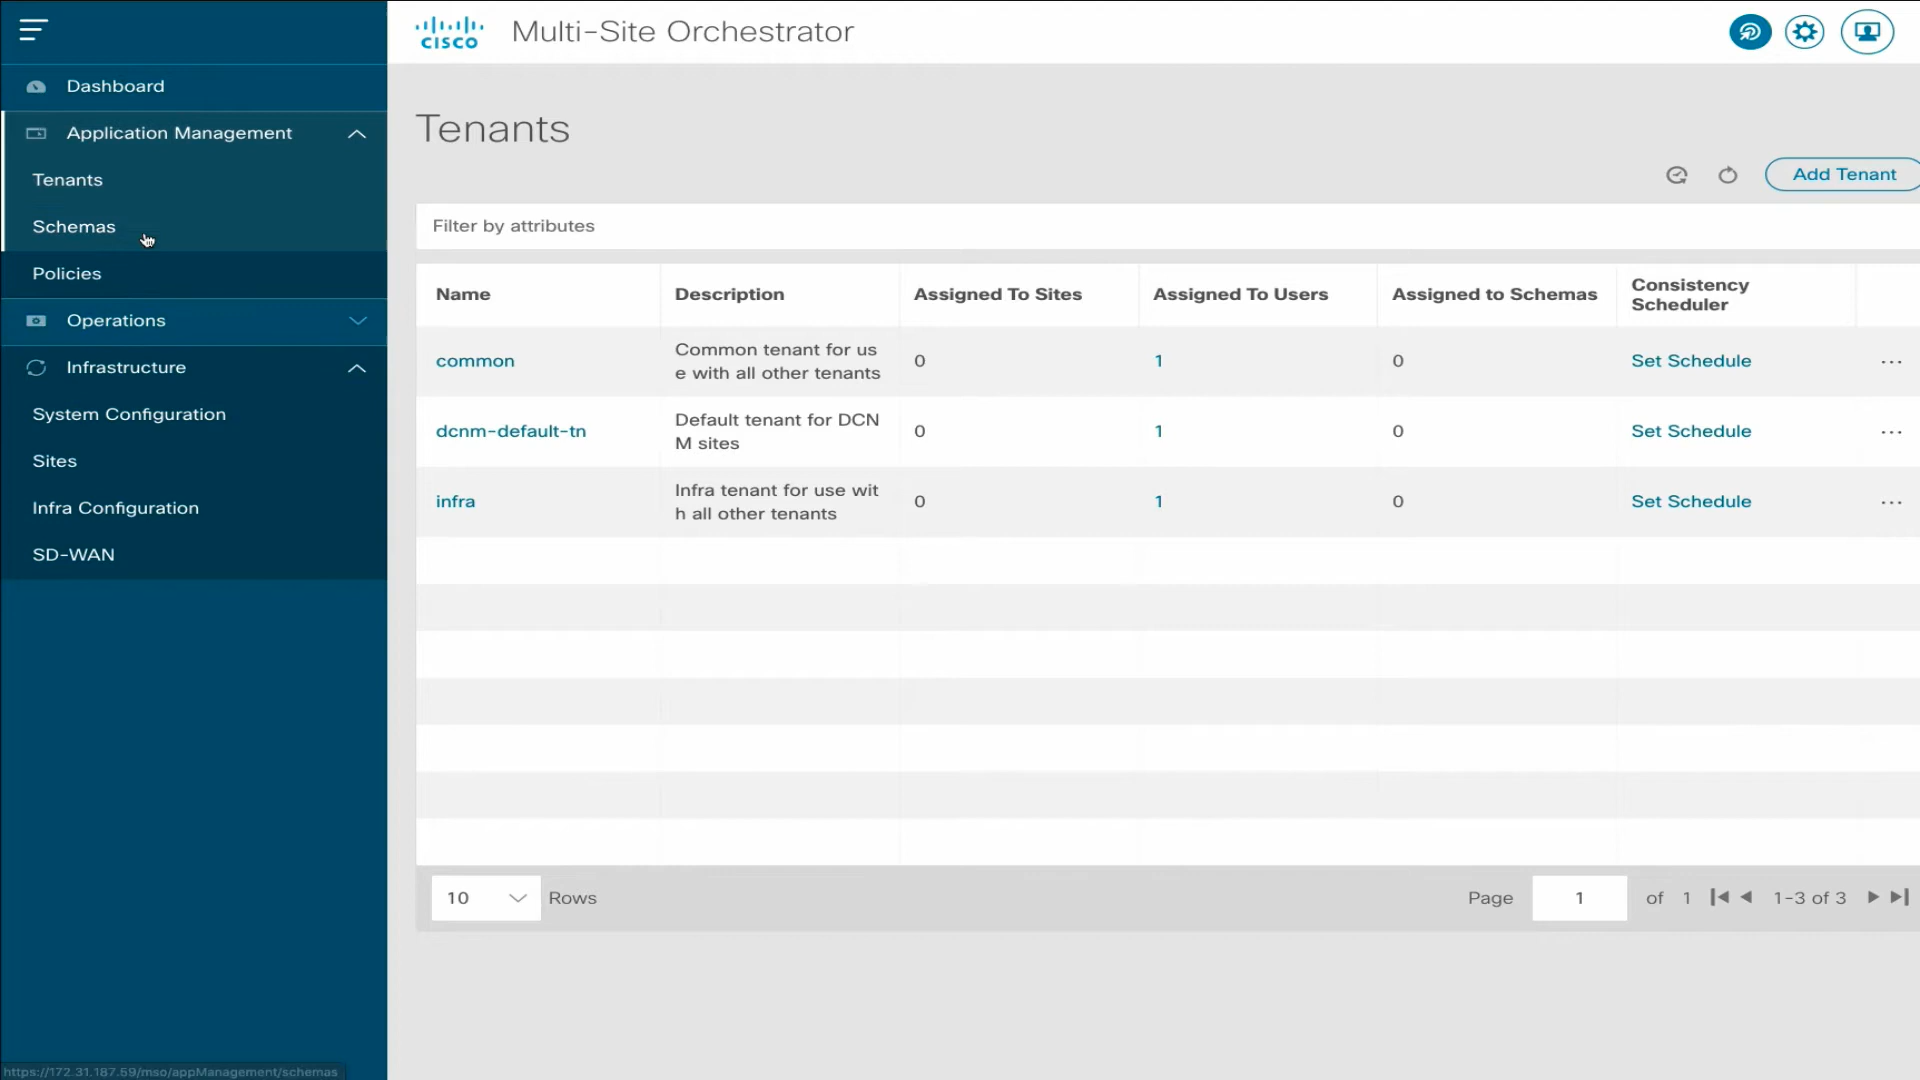 CISCO Multi-Site Orchestrator
Dashboard
Application Management
Tenants
Schemas
Policies
Operations
Infrastructure
System Configuration
Sites
Infra Configuration
SD-WAN
https://172.31.187.59/mso/appManagement/schemas
Tenants
Add Tenant
Filter by attributes
Name Description Assigned To Sites Assigned To Users Assigned to Schemas Consistency
Scheduler
common Common tenant for us 0 1 0 Set Schedule ...
e with all other tenants
dcnm-default-tn Default tenant for DCN 0 1 0 Set Schedule ...
M sites
infra Infra tenant for use wit 0 1 0 Set Schedule ...
h all other tenants
10 Rows Page 1 of 1 1-3 of 3